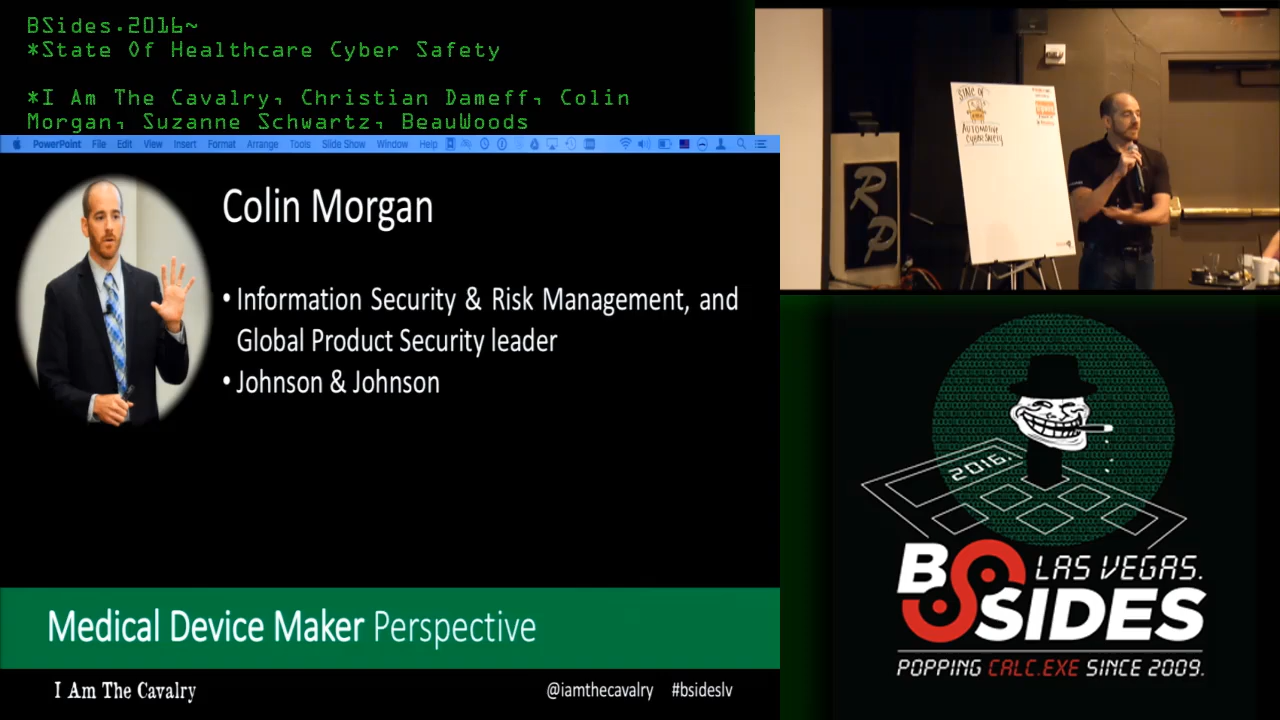 BSides.2016~
*State Of Healthcare Cyber Safety
*I Am The Cavalry, Christian Dameff, Colin
Morgan, Suzanne Schwartz, BeauWoods
PowerPoint File Edit View Insert Format Arrange Tools Slide Show Window Help
Colin Morgan
• Information Security & Risk Management, and
Global Product Security leader
• Johnson & Johnson
Medical Device Maker Perspective
I Am The Cavalry
@iamthecavalry #bsideslv
STATE OF
AUTOMOTIVE
CYBER SAFETY
RP
2016.
BSIDES
LAS VEGAS.
POPPING CALC.EXE SINCE 2009.